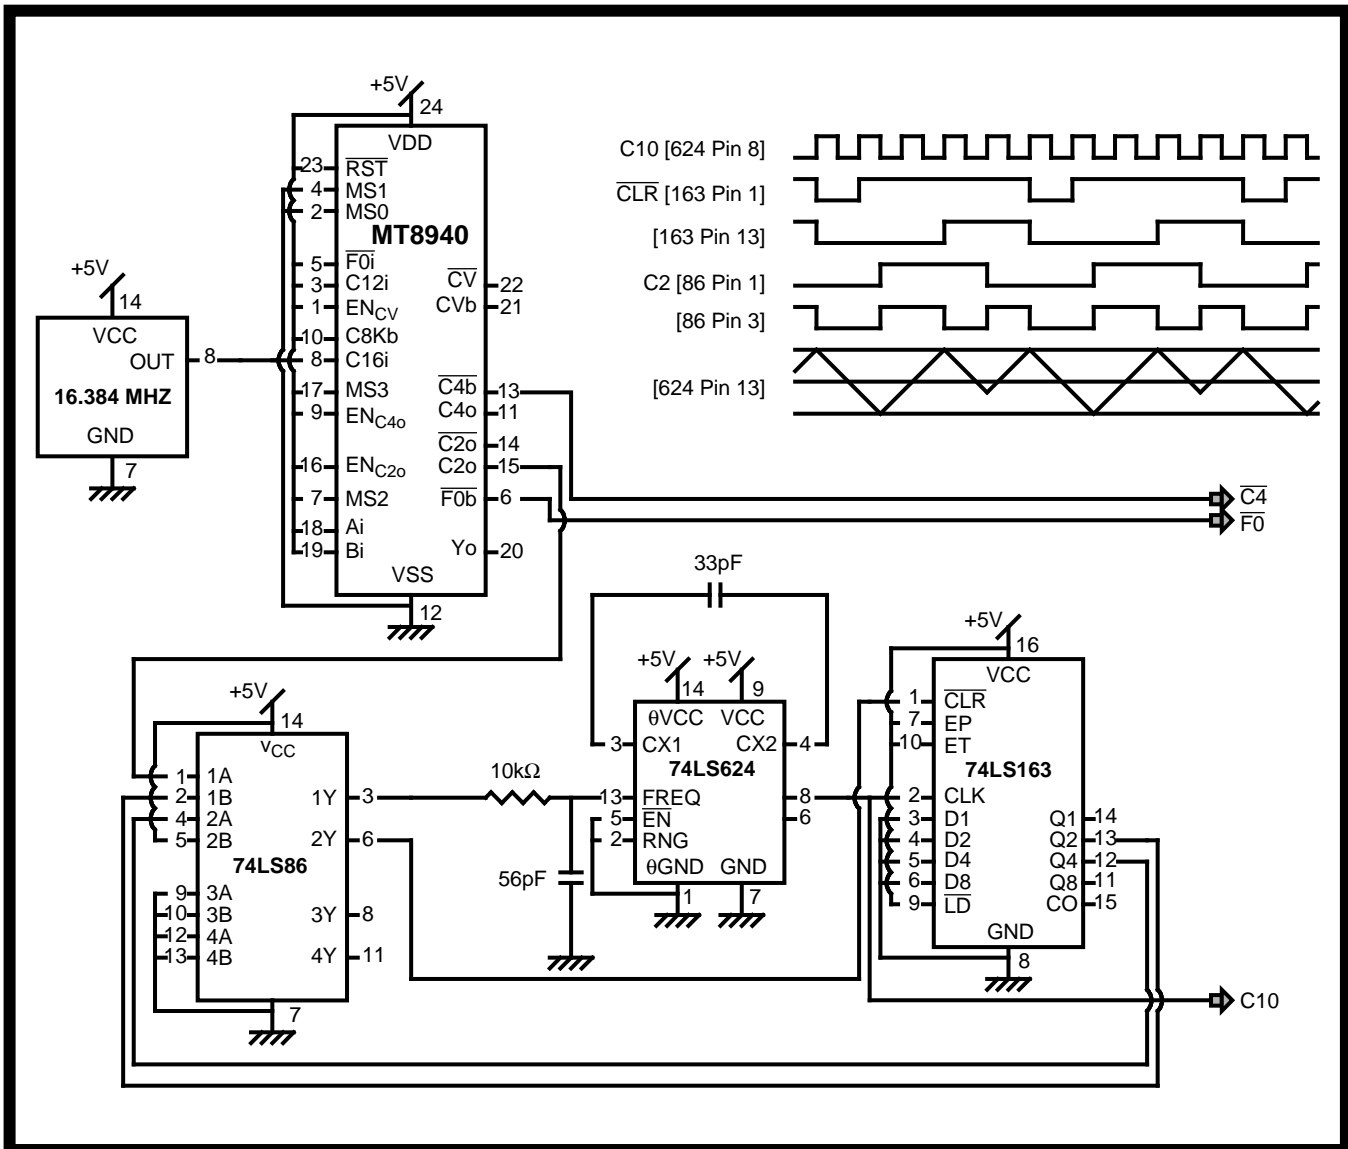 +5V
24
VDD
23 RST
4 MS1
2 MS0
MT8940
5 F0i
3 C12i
1 ENCV
10 C8Kb
8 C16i
17 MS3
9 ENC4o
16 ENC2o
7 MS2
18 Ai
19 Bi
CV 22
CVb 21
C4b 13
C4o 11
C2o 14
C2o 15
F0b 6
Yo 20
VSS
12
+5V
14
VCC
OUT 8
16.384 MHZ
GND
7
C10 [624 Pin 8]
CLR [163 Pin 1]
[163 Pin 13]
C2 [86 Pin 1]
[86 Pin 3]
[624 Pin 13]
C4
F0
33pF
+5V
14
vCC
1 1A
2 1B
4 2A
5 2B
74LS86
9 3A
10 3B
12 4A
13 4B
1Y 3
2Y 6
3Y 8
4Y 11
7
10kΩ
56pF
+5V +5V
14 9
θVCC VCC
3 CX1 CX2 4
74LS624
13 FREQ 8
5 EN 6
2 RNG
θGND GND
1 7
+5V
16
VCC
1 CLR
7 EP
10 ET
74LS163
2 CLK
3 D1
4 D2
5 D4
6 D8
9 LD
Q1 14
Q2 13
Q4 12
Q8 11
CO 15
GND
8
C10